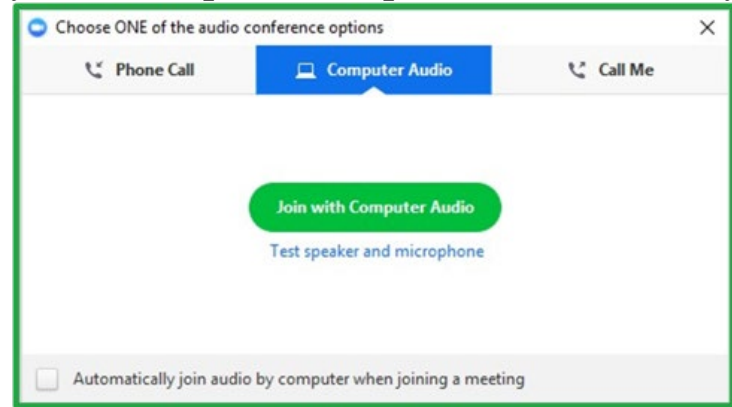 Choose ONE of the audio conference options
Phone Call
Computer Audio
Call Me
Join with Computer Audio
Test speaker and microphone
Automatically join audio by computer when joining a meeting